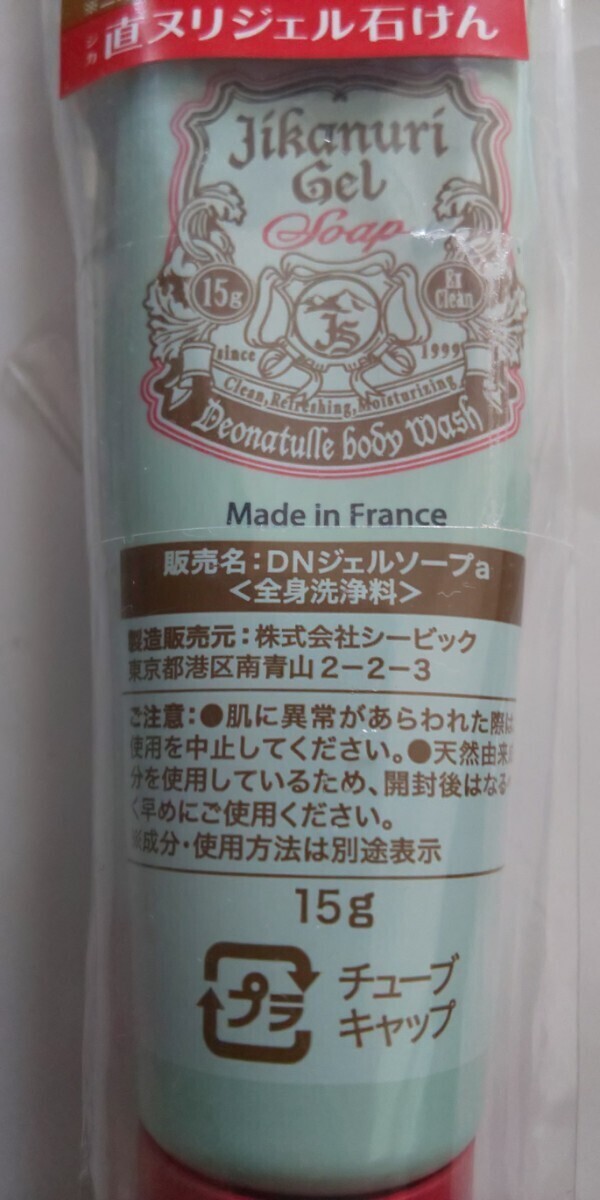 シカ
直ヌリジェル石けん
Jikanuri
Gel
Soap
15g
Ex
Clean
JS
since 1999
Clean, Refreshing, Moisturizing
Deonatulle body Wash
Made in France
販売名:DNジェルソープa
<全身洗浄料>
製造販売元:株式会社シービック
東京都港区南青山2-2-3
ご注意:●肌に異常があらわれた際は
使用を中止してください。●天然由来
分を使用しているため、開封後はなる
く早めにご使用ください。
※成分・使用方法は別途表示
15g
プラ
チューブ
キャップ